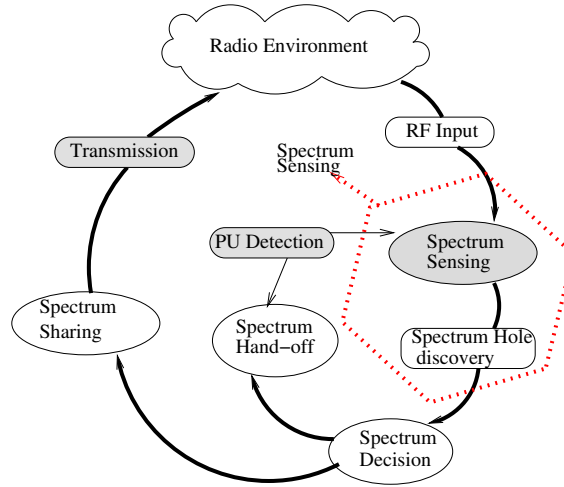 Radio Environment
RF Input
Transmission
Spectrum
Sensing
PU Detection
Spectrum
Sensing
Spectrum
Sharing
Spectrum
Hand-off
Spectrum Hole
discovery
Spectrum
Decision